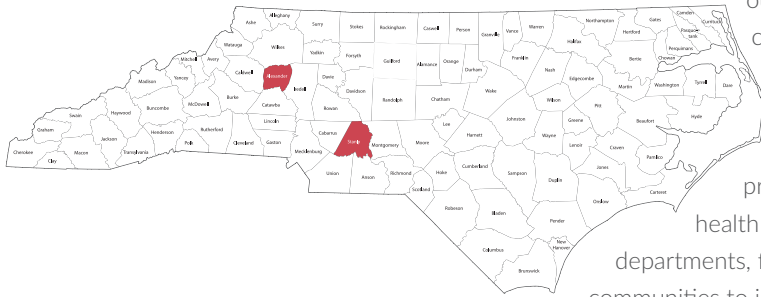 Alleghany
Ashe
Surry
Stokes
Rockingham
Caswell
Person
Granville
Vance
Warren
Northampton
Gates
Camden
Currituck
Pasquo-
tank
Perquimans
Chowan
Hertford
Halifax
Bertie
Watauga
Wilkes
Yadkin
Forsyth
Guilford
Alamance
Orange
Durham
Franklin
Nash
Edgecombe
Martin
Washington
Tyrrell
Dare
Mitchell
Avery
Caldwell
Alexander
Iredell
Davie
Davidson
Randolph
Chatham
Wake
Wilson
Pitt
Beaufort
Hyde
Madison
Yancey
Burke
Catawba
Rowan
Johnston
Greene
Buncombe
McDowell
Lincoln
Lee
Harnett
Wayne
Lenoir
Craven
Pamlico
Swain
Haywood
Graham
Jackson
Henderson
Rutherford
Cleveland
Gaston
Cabarrus
Stanly
Montgomery
Moore
Cherokee
Clay
Macon
Transylvania
Polk
Mecklenburg
Union
Anson
Richmond
Hoke
Scotland
Cumberland
Sampson
Duplin
Jones
Onslow
Carteret
Robeson
Bladen
Pender
New
Hanover
Columbus
Brunswick
pr
health
departments, f
communities to i